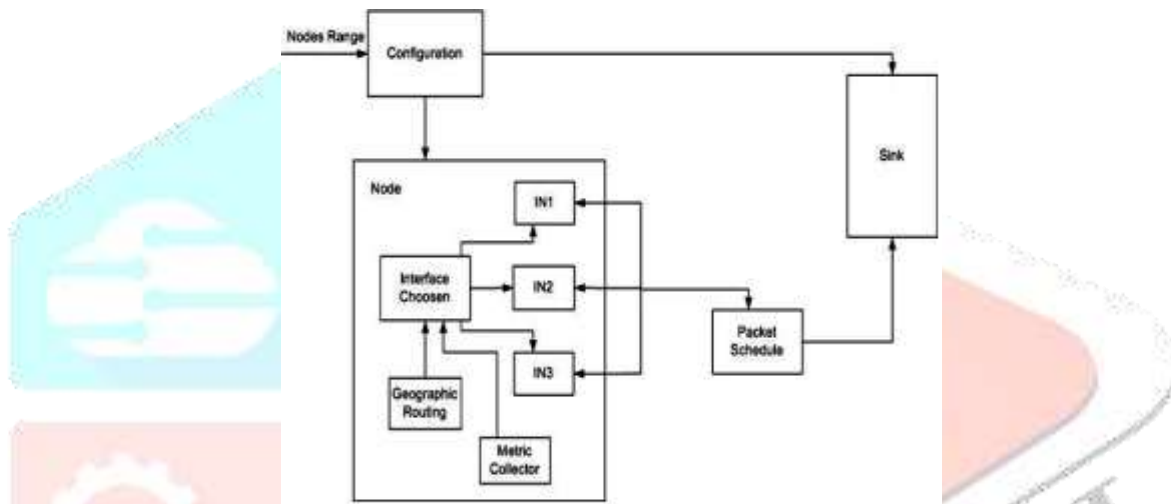 Nodes Range
Configuration
Sink
Node
IN1
Interface
Choosen
IN2
Packet
Schedule
IN3
Geographic
Routing
Metric
Collector